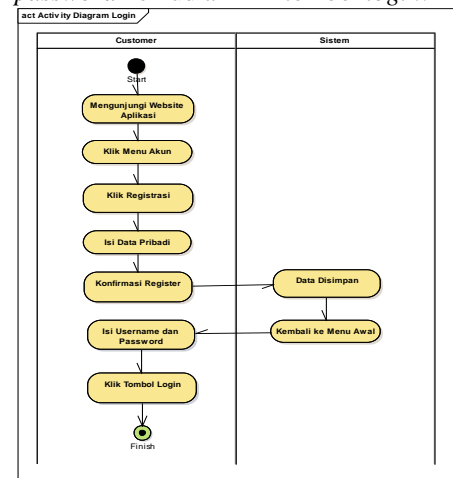 act Activity Diagram Login
Customer
Sistem
Start
Mengunjungi Website
Aplikasi
Klik Menu Akun
Klik Registrasi
Isi Data Pribadi
Konfirmasi Register
Data Disimpan
Kembali ke Menu Awal
Isi Username dan
Password
Klik Tombol Login
Finish